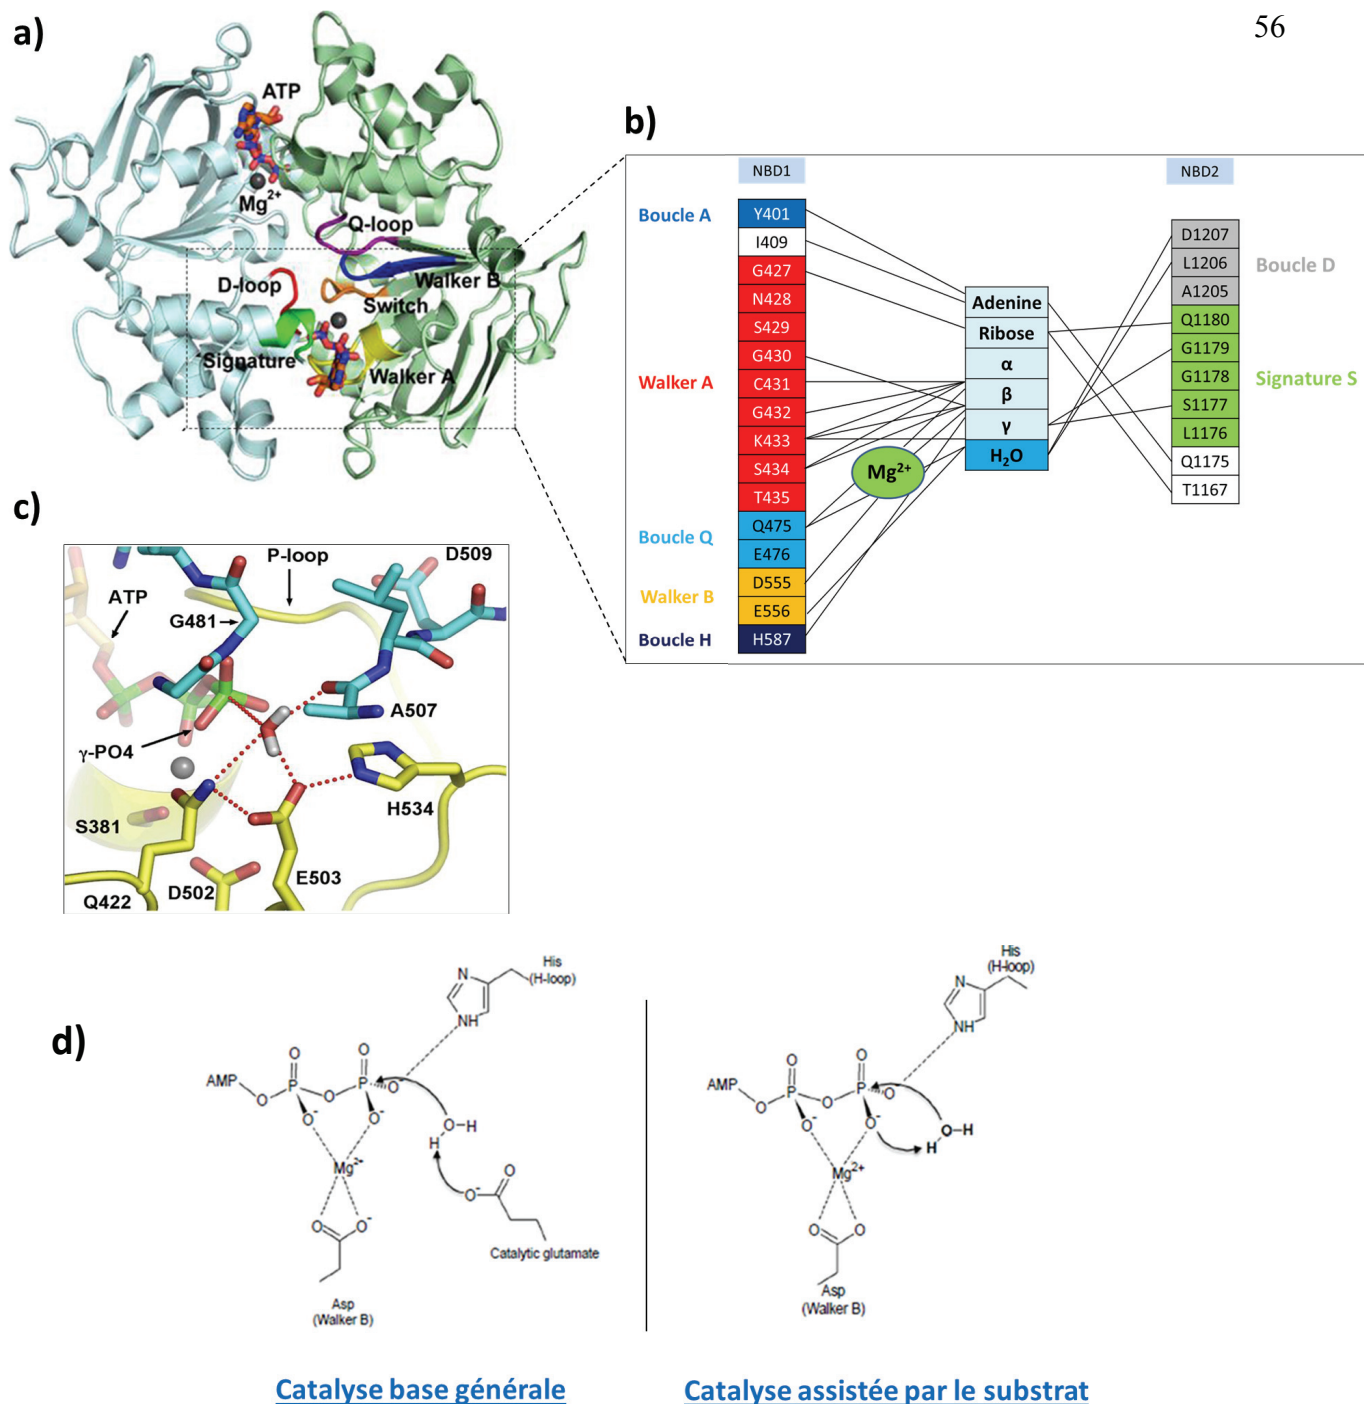 56
a)
ATP
Mg2+
Q-loop
Walker B
D-loop
Switch
Signature
Walker A
b)
NBD1
NBD2
Boucle A
Y401
I409
G427
N428
S429
G430
Walker A
C431
G432
K433
S434
T435
Boucle Q
Q475
E476
Walker B
D555
E556
Boucle H
H587
Adenine
Ribose
α
β
γ
H2O
Mg2+
D1207
L1206
Boucle D
A1205
Q1180
G1179
G1178
Signature S
S1177
L1176
Q1175
T1167
c)
P-loop
D509
ATP
G481
A507
γ-PO4
H534
S381
E503
D502
Q422
d)
His
(H-loop)
N
NH
O
O
AMP
P
P
O
O
O-
O-
O-
O-H
H
Mg2+
O
O-
O-
O
Catalytic glutamate
Asp
(Walker B)
His
(H-loop)
N
NH
O
O
AMP
P
P
O
O
O-
O-
O-
O-H
H
Mg2+
O
O
Asp
(Walker B)
Catalyse base générale
Catalyse assistée par le substrat